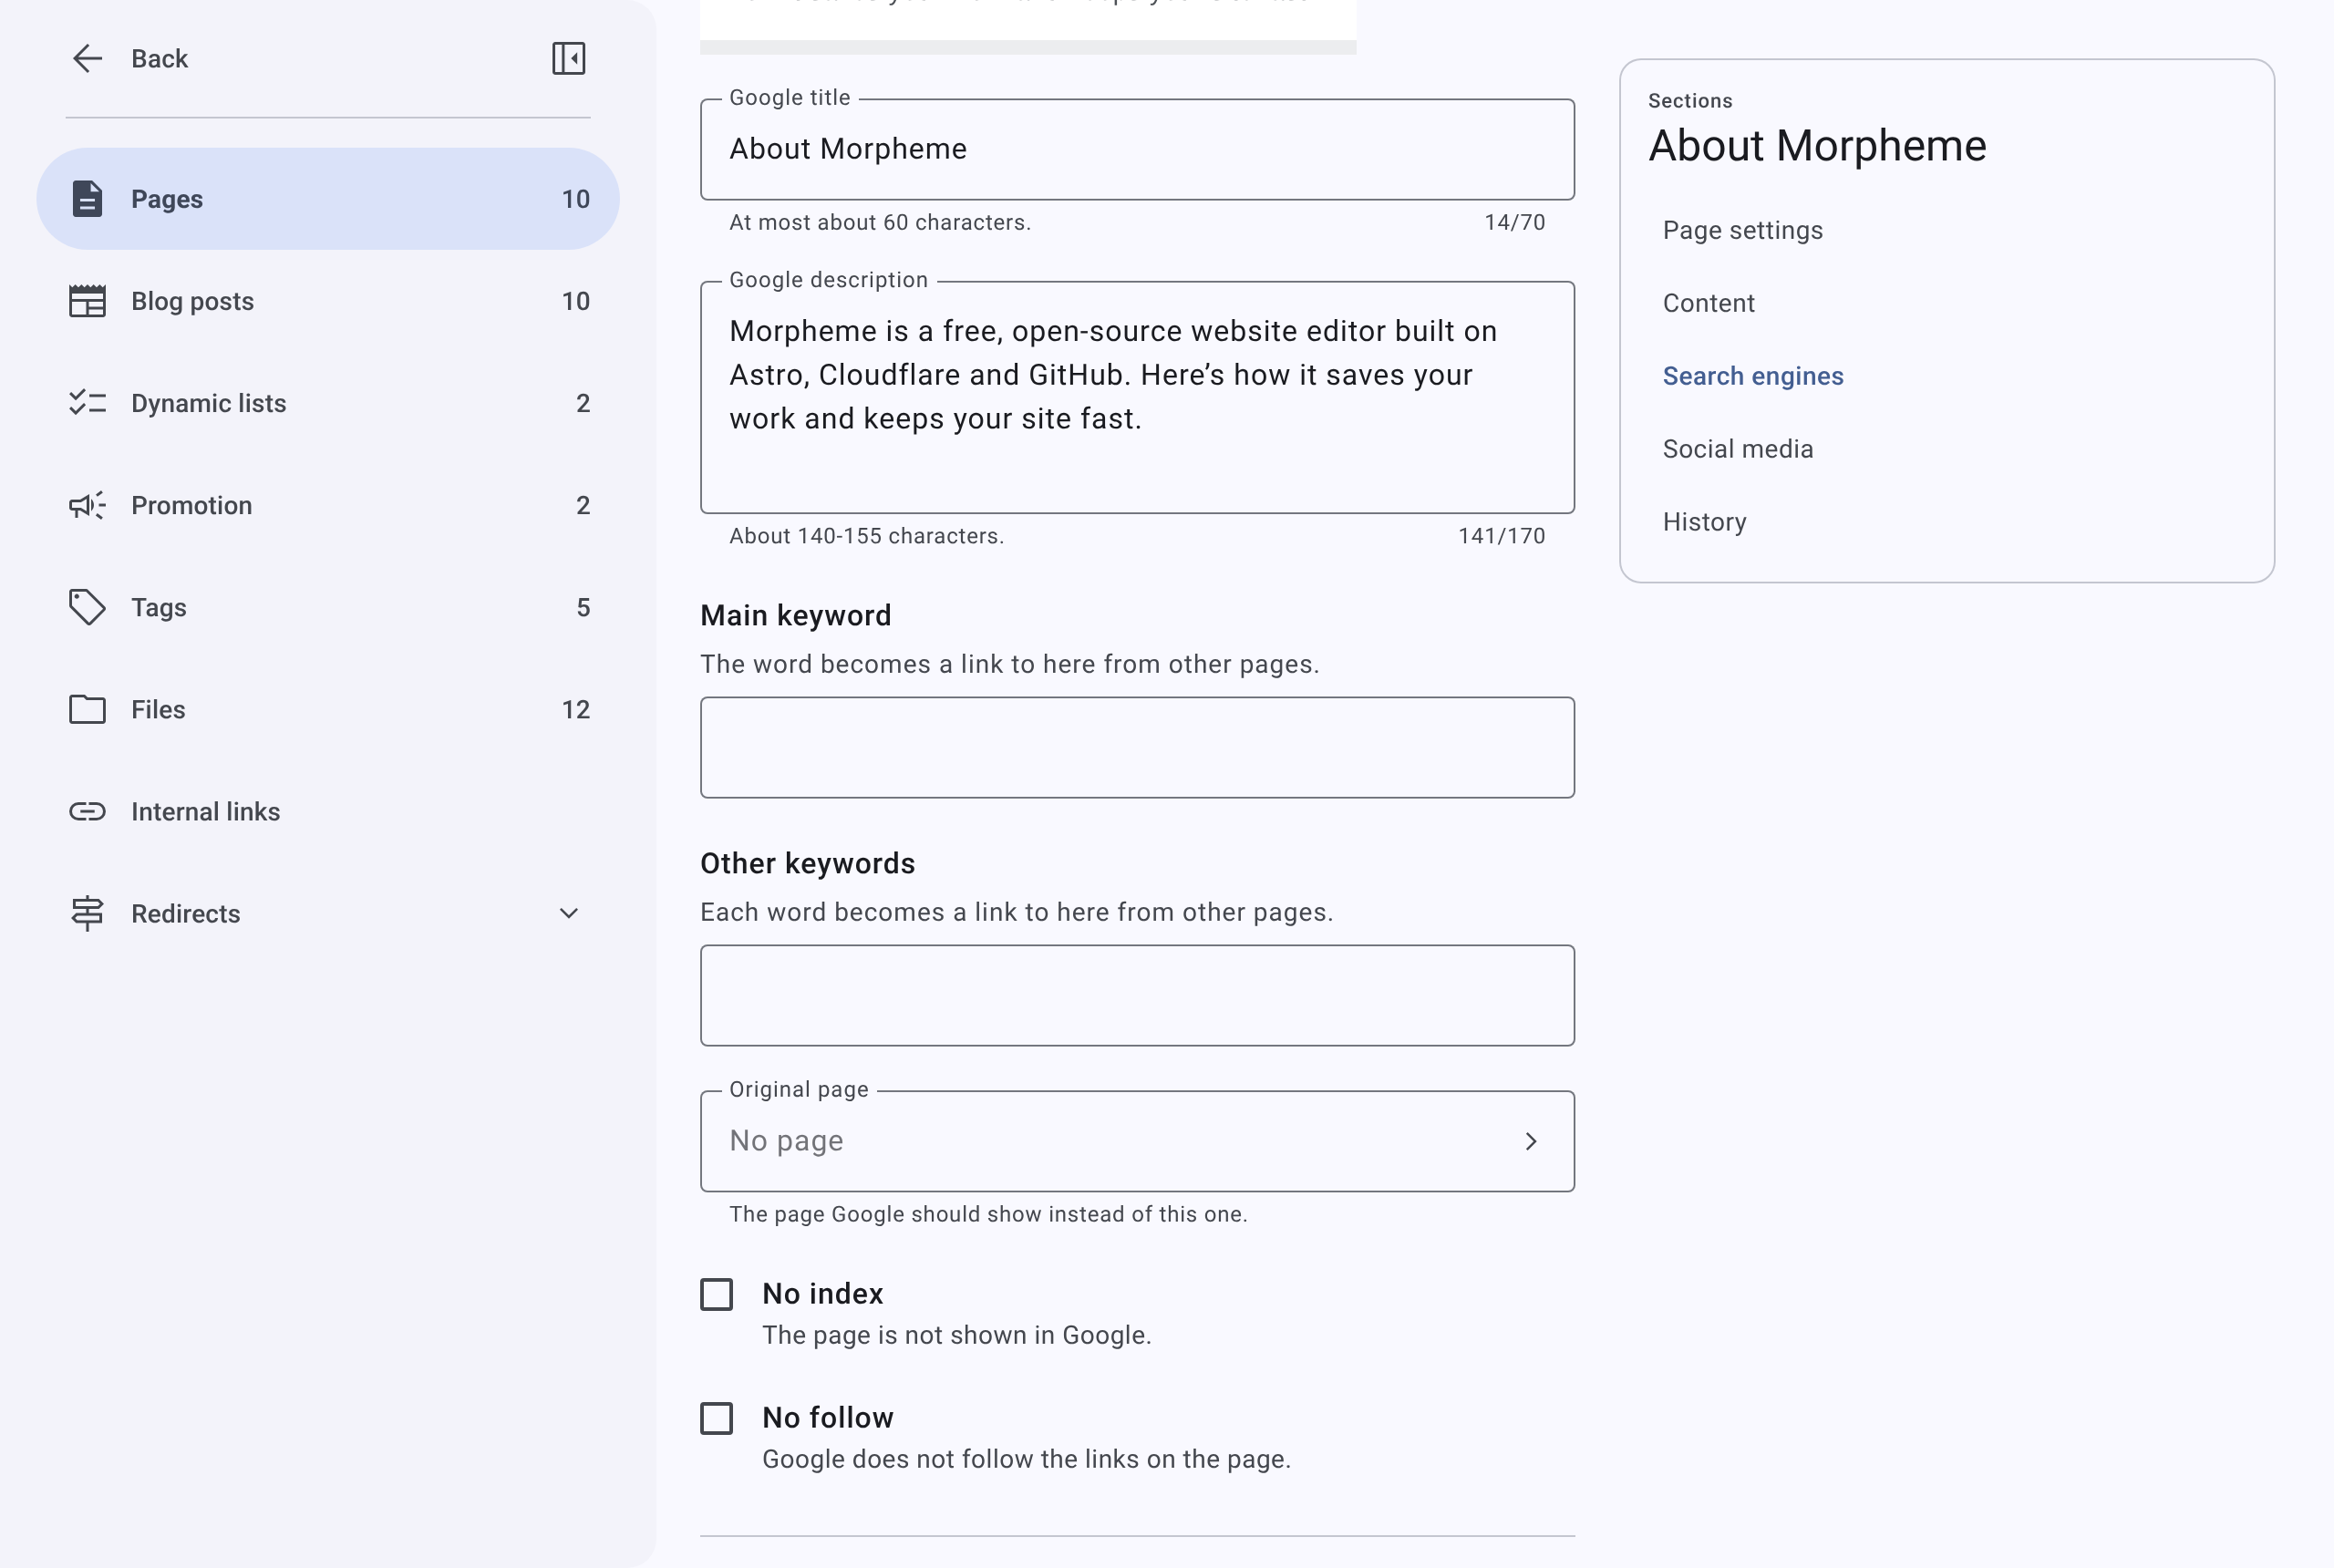 Back
Pages 10
Blog posts 10
Dynamic lists 2
Promotion 2
Tags 5
Files 12
Internal links
Redirects
Google title
About Morpheme
At most about 60 characters. 14/70
Google description
Morpheme is a free, open-source website editor built on
Astro, Cloudflare and GitHub. Here’s how it saves your
work and keeps your site fast.
About 140-155 characters. 141/170
Main keyword
The word becomes a link to here from other pages.
Other keywords
Each word becomes a link to here from other pages.
Original page
No page
The page Google should show instead of this one.
No index
The page is not shown in Google.
No follow
Google does not follow the links on the page.
Sections
About Morpheme
Page settings
Content
Search engines
Social media
History